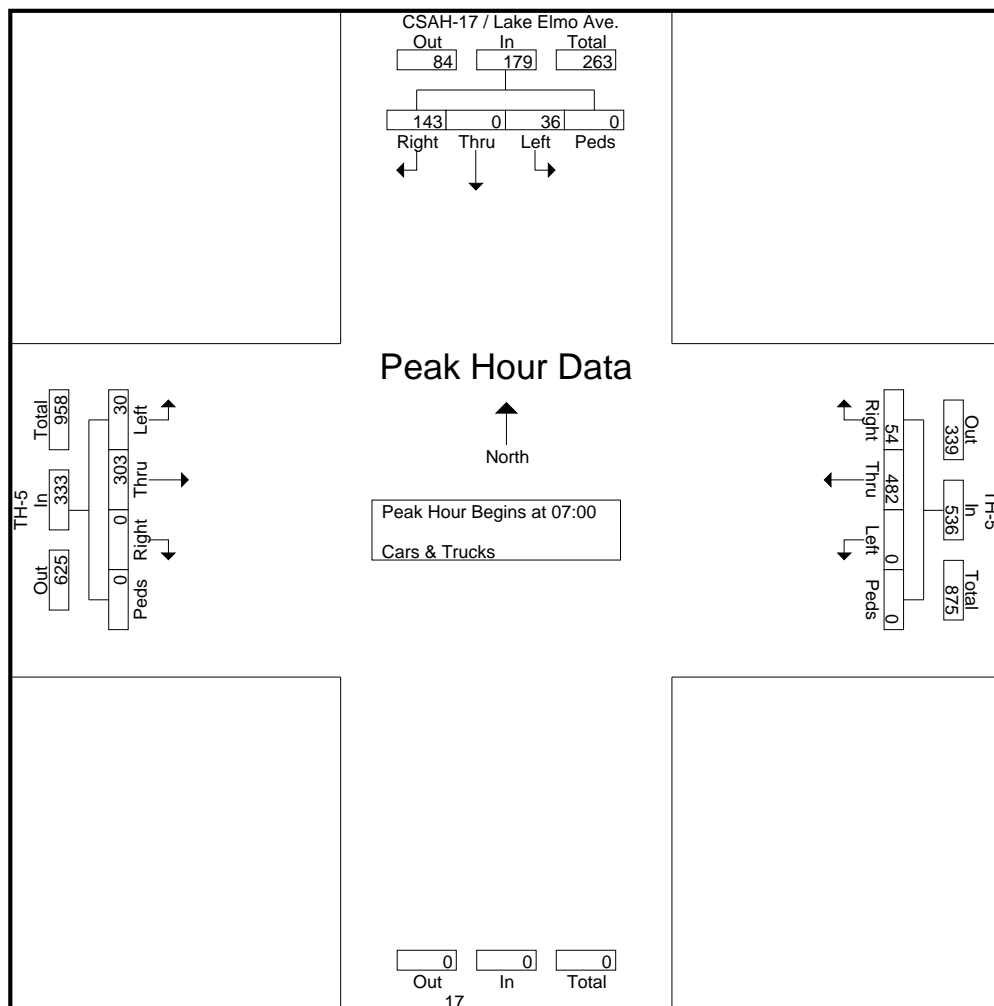 CSAH-17 / Lake Elmo Ave.
Out In Total
84 179 263
143 0 36 0
Right Thru Left Peds
Peak Hour Data
North
Peak Hour Begins at 07:00
Cars & Trucks
TH-5
Total In Out
958 333 625
30 303 0 0
Left Thru Right Peds
TH-5
Out In Total
339 536 875
54 482 0 0
Right Thru Left Peds
0 0 0
Out In Total
17